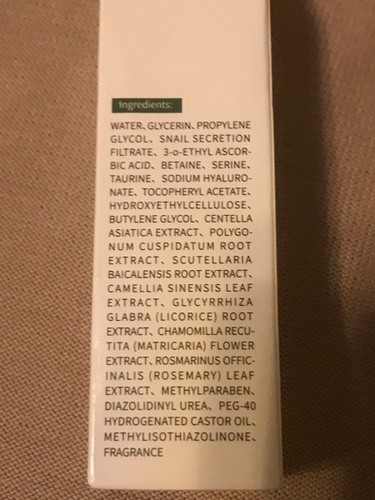 Ingredients:
WATER、GLYCERIN、PROPYLENE
GLYCOL、 SNAIL SECRETION
FILTRATE、 3-o-ETHYL ASCOR-
BIC ACID、 BETAINE、 SERINE、
TAURINE、 SODIUM HYALURO-
NATE、 TOCOPHERYL ACETATE、
HYDROXYETHYLCELLULOSE、
BUTYLENE GLYCOL、 CENTELLA
ASIATICA EXTRACT、 POLYGO-
NUM CUSPIDATUM ROOT
EXTRACT、 SCUTELLARIA
BAICALENSIS ROOT EXTRACT、
CAMELLIA SINENSIS LEAF
EXTRACT、 GLYCYRRHIZA
GLABRA (LICORICE) ROOT
EXTRACT、 CHAMOMILLA RECU-
TITA (MATRICARIA) FLOWER
EXTRACT、 ROSMARINUS OFFIC-
INALIS (ROSEMARY) LEAF
EXTRACT、 METHYLPARABEN、
DIAZOLIDINYL UREA、 PEG-40
HYDROGENATED CASTOR OIL、
METHYLISOTHIAZOLINONE、
FRAGRANCE